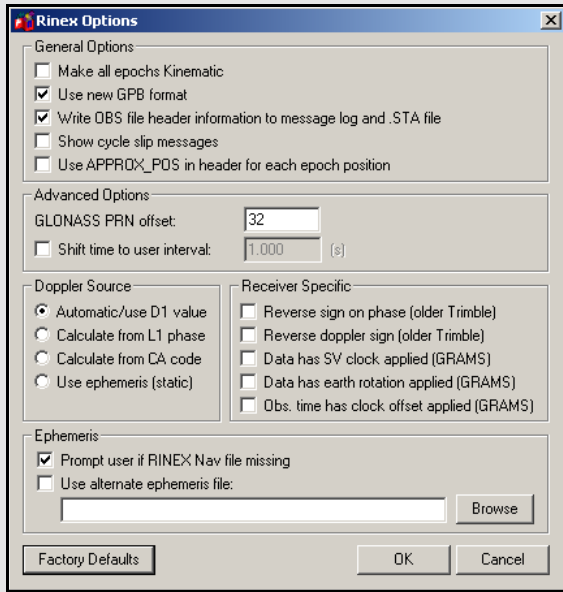 Rinex Options
General Options
Make all epochs Kinematic
Use new GPB format
Write OBS file header information to message log and .STA file
Show cycle slip messages
Use APPROX_POS in header for each epoch position
Advanced Options
GLONASS PRN offset: 32
Shift time to user interval: 1.000 (s)
Doppler Source
Automatic/use D1 value
Calculate from L1 phase
Calculate from CA code
Use ephemeris (static)
Receiver Specific
Reverse sign on phase (older Trimble)
Reverse doppler sign (older Trimble)
Data has SV clock applied (GRAMS)
Data has earth rotation applied (GRAMS)
Obs. time has clock offset applied (GRAMS)
Ephemeris
Prompt user if RINEX Nav file missing
Use alternate ephemeris file:
Browse
Factory Defaults OK Cancel